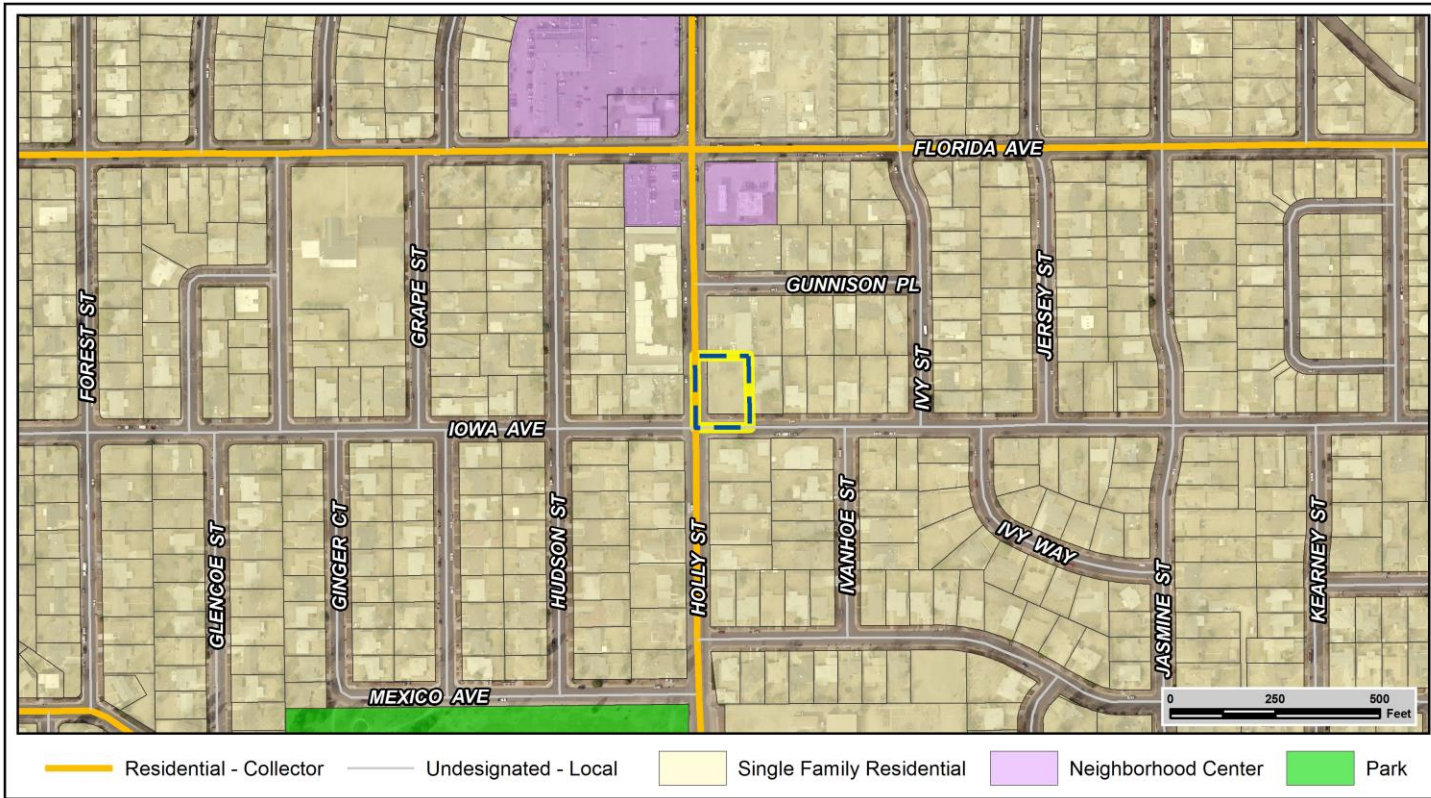 FLORIDA AVE
GUNNISON PL
FOREST ST
GRAPE ST
IVY ST
JERSEY ST
IOWA AVE
GLENCOE ST
GINGER CT
HUDSON ST
HOLLY ST
IVANHOE ST
IVY WAY
JASMINE ST
KEARNEY ST
MEXICO AVE
0 250 500
Feet
Residential - Collector
Undesignated - Local
Single Family Residential
Neighborhood Center
Park